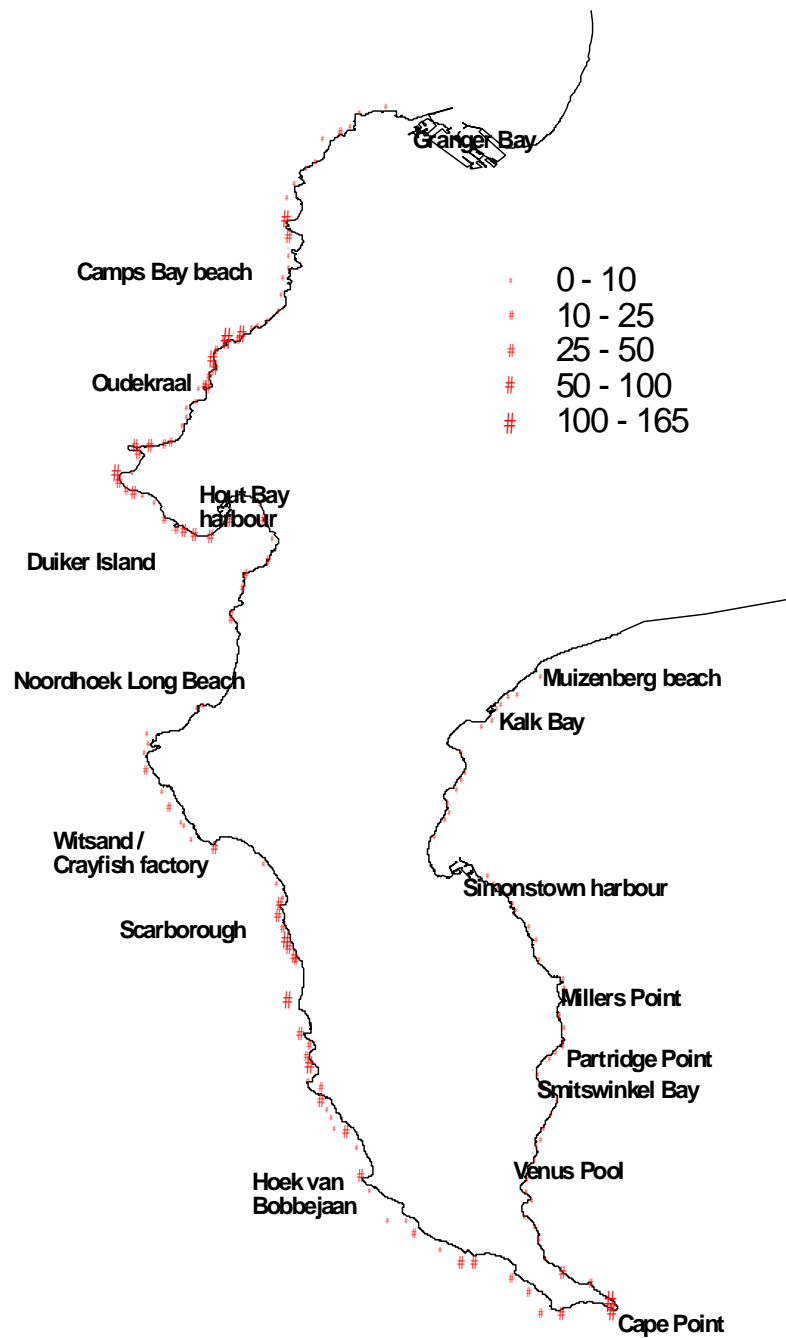 Granger Bay
Camps Bay beach
0 - 10
10 - 25
25 - 50
50 - 100
100 - 165
Oudekraal
Hout Bay
harbour
Duiker Island
Noordhoek Long Beach
Muizenberg beach
Kalk Bay
Witsand /
Crayfish factory
Simonstown harbour
Scarborough
Millers Point
Partridge Point
Smitswinkel Bay
Venus Pool
Hoek van
Bobbejaan
Cape Point